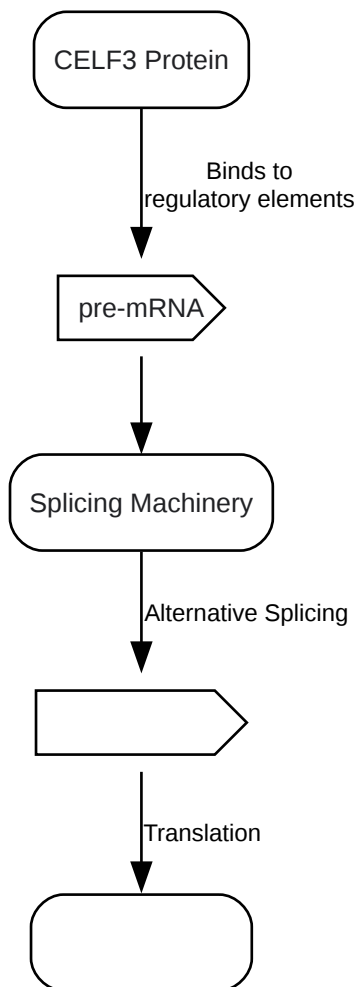 CELF3 Protein
Binds to
regulatory elements
pre-mRNA
Splicing Machinery
Alternative Splicing
Translation